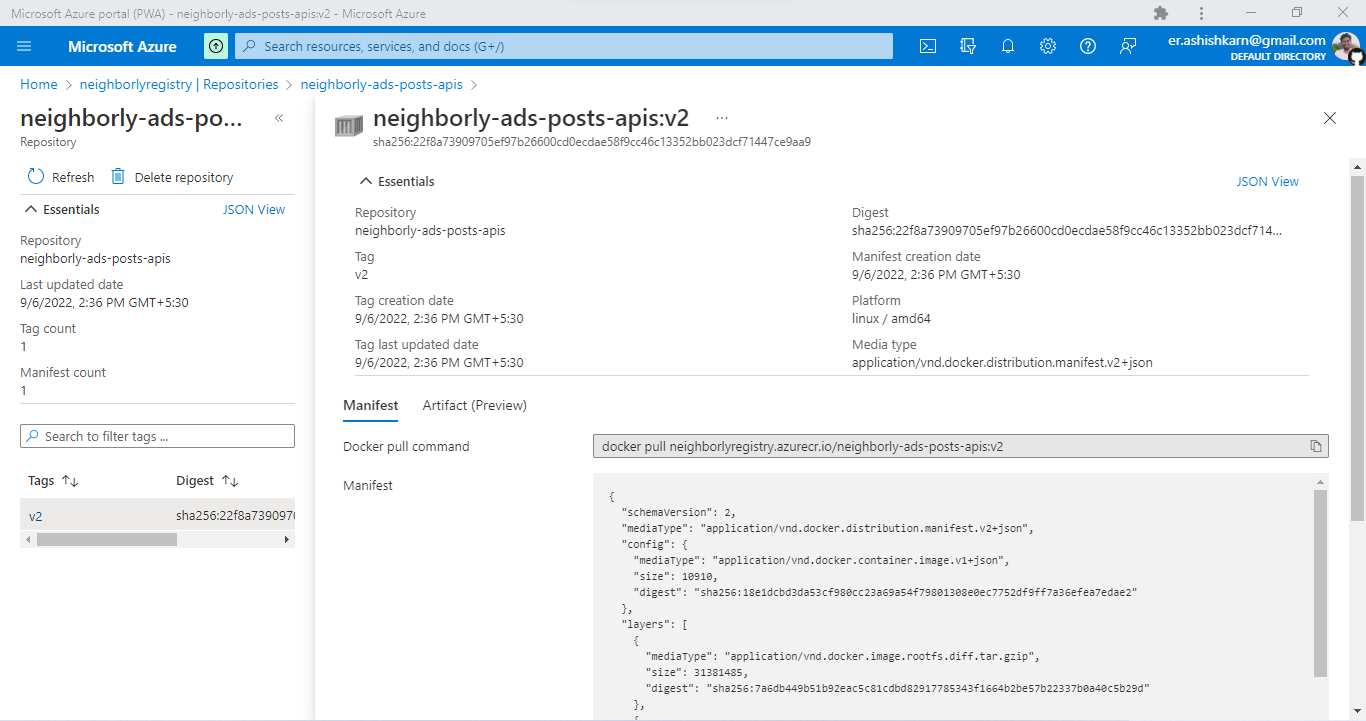 Microsoft Azure portal (PWA) - neighborly-ads-posts-apis:v2 - Microsoft Azure
Microsoft Azure
Search resources, services, and docs (G+/)
er.ashishkarn@gmail.com
DEFAULT DIRECTORY
Home > neighborlyregistry | Repositories > neighborly-ads-posts-apis >
neighborly-ads-po...
Repository
Refresh
Delete repository
Essentials
JSON View
Repository
neighborly-ads-posts-apis
Last updated date
9/6/2022, 2:36 PM GMT+5:30
Tag count
1
Manifest count
1
Search to filter tags ...
Tags
Digest
v2
sha256:22f8a7390970
neighborly-ads-posts-apis:v2
...
sha256:22f8a73909705ef97b26600cd0ecdae58f9cc46c13352bb023dcf71447ce9aa9
Essentials
JSON View
Repository
neighborly-ads-posts-apis
Tag
v2
Tag creation date
9/6/2022, 2:36 PM GMT+5:30
Tag last updated date
9/6/2022, 2:36 PM GMT+5:30
Digest
sha256:22f8a73909705ef97b26600cd0ecdae58f9cc46c13352bb023dcf714...
Manifest creation date
9/6/2022, 2:36 PM GMT+5:30
Platform
linux / amd64
Media type
application/vnd.docker.distribution.manifest.v2+json
Manifest
Artifact (Preview)
Docker pull command
docker pull neighborlyregistry.azurecr.io/neighborly-ads-posts-apis:v2
Manifest
{
"schemaVersion": 2,
"mediaType": "application/vnd.docker.distribution.manifest.v2+json",
"config": {
"mediaType": "application/vnd.docker.container.image.v1+json",
"size": 10910,
"digest": "sha256:18e1dcbd3da53cf980cc23a69a54f79801308e0ec7752df9ff7a36efea7edae2"
},
"layers": [
{
"mediaType": "application/vnd.docker.image.rootfs.diff.tar.gzip",
"size": 31381485,
"digest": "sha256:7a6db449b51b92eac5c81cdbd82917785343f1664b2be57b22337b0a40c5b29d"
},
{